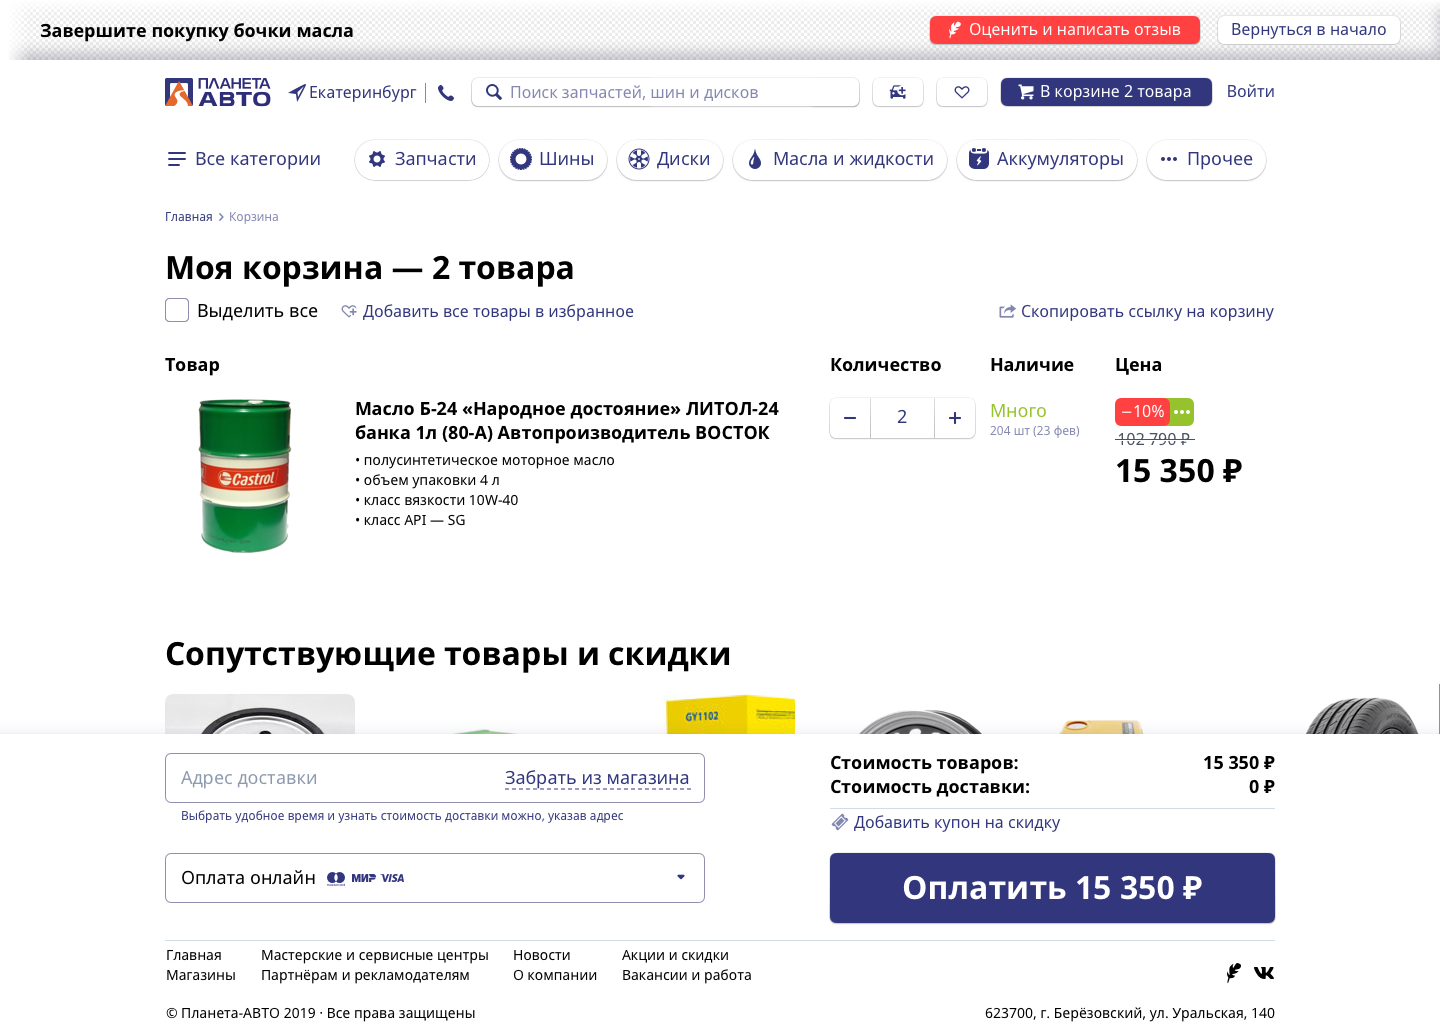 Завершите покупку бочки масла
Оценить и написать отзыв
Вернуться в начало
ПЛАНЕТА
АВТО
Екатеринбург
Поиск запчастей, шин и дисков
В корзине 2 товара
Войти
Все категории
Запчасти
Шины
Диски
Масла и жидкости
Аккумуляторы
Прочее
Главная
Корзина
Моя корзина — 2 товара
Выделить все
Добавить все товары в избранное
Скопировать ссылку на корзину
Товар
Количество
Наличие
Цена
Масло Б-24 «Народное достояние» ЛИТОЛ-24
банка 1л (80-А) Автопроизводитель ВОСТОК
• полусинтетическое моторное масло
• объем упаковки 4 л
• класс вязкости 10W-40
• класс API — SG
Castrol
− 2 +
Много
204 шт (23 фев)
−10%
102 790 ₽
15 350 ₽
Сопутствующие товары и скидки
GY1102
Адрес доставки
Забрать из магазина
Выбрать удобное время и узнать стоимость доставки можно, указав адрес
Оплата онлайн
МИР VISA
Стоимость товаров: 15 350 ₽
Стоимость доставки: 0 ₽
Добавить купон на скидку
Оплатить 15 350 ₽
Главная
Магазины
Мастерские и сервисные центры
Партнёрам и рекламодателям
Новости
О компании
Акции и скидки
Вакансии и работа
© Планета-АВТО 2019 · Все права защищены
623700, г. Берёзовский, ул. Уральская, 140